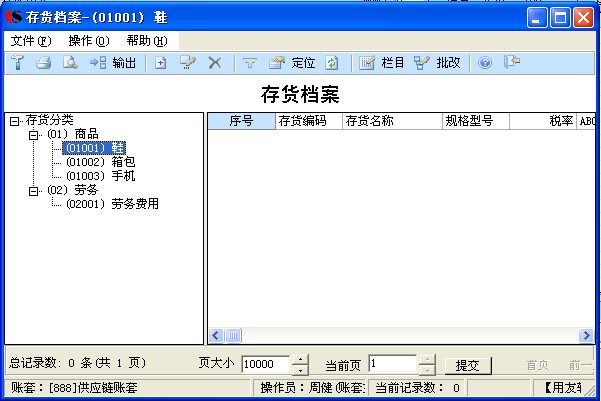 存货档案-(01001) 鞋
文件(F) 操作(O) 帮助(H)
输出 定位 栏目 批改
存货档案
存货分类
(01) 商品
(01001) 鞋
(01002) 箱包
(01003) 手机
(02) 劳务
(02001) 劳务费用
序号 存货编码 存货名称 规格型号 税率 ABC
总记录数: 0 条(共 1 页) 页大小 10000 当前页 1 提交 首页 前一
账套: [888]供应链账套 操作员: 周健(账套 当前记录数: 0 【用友软